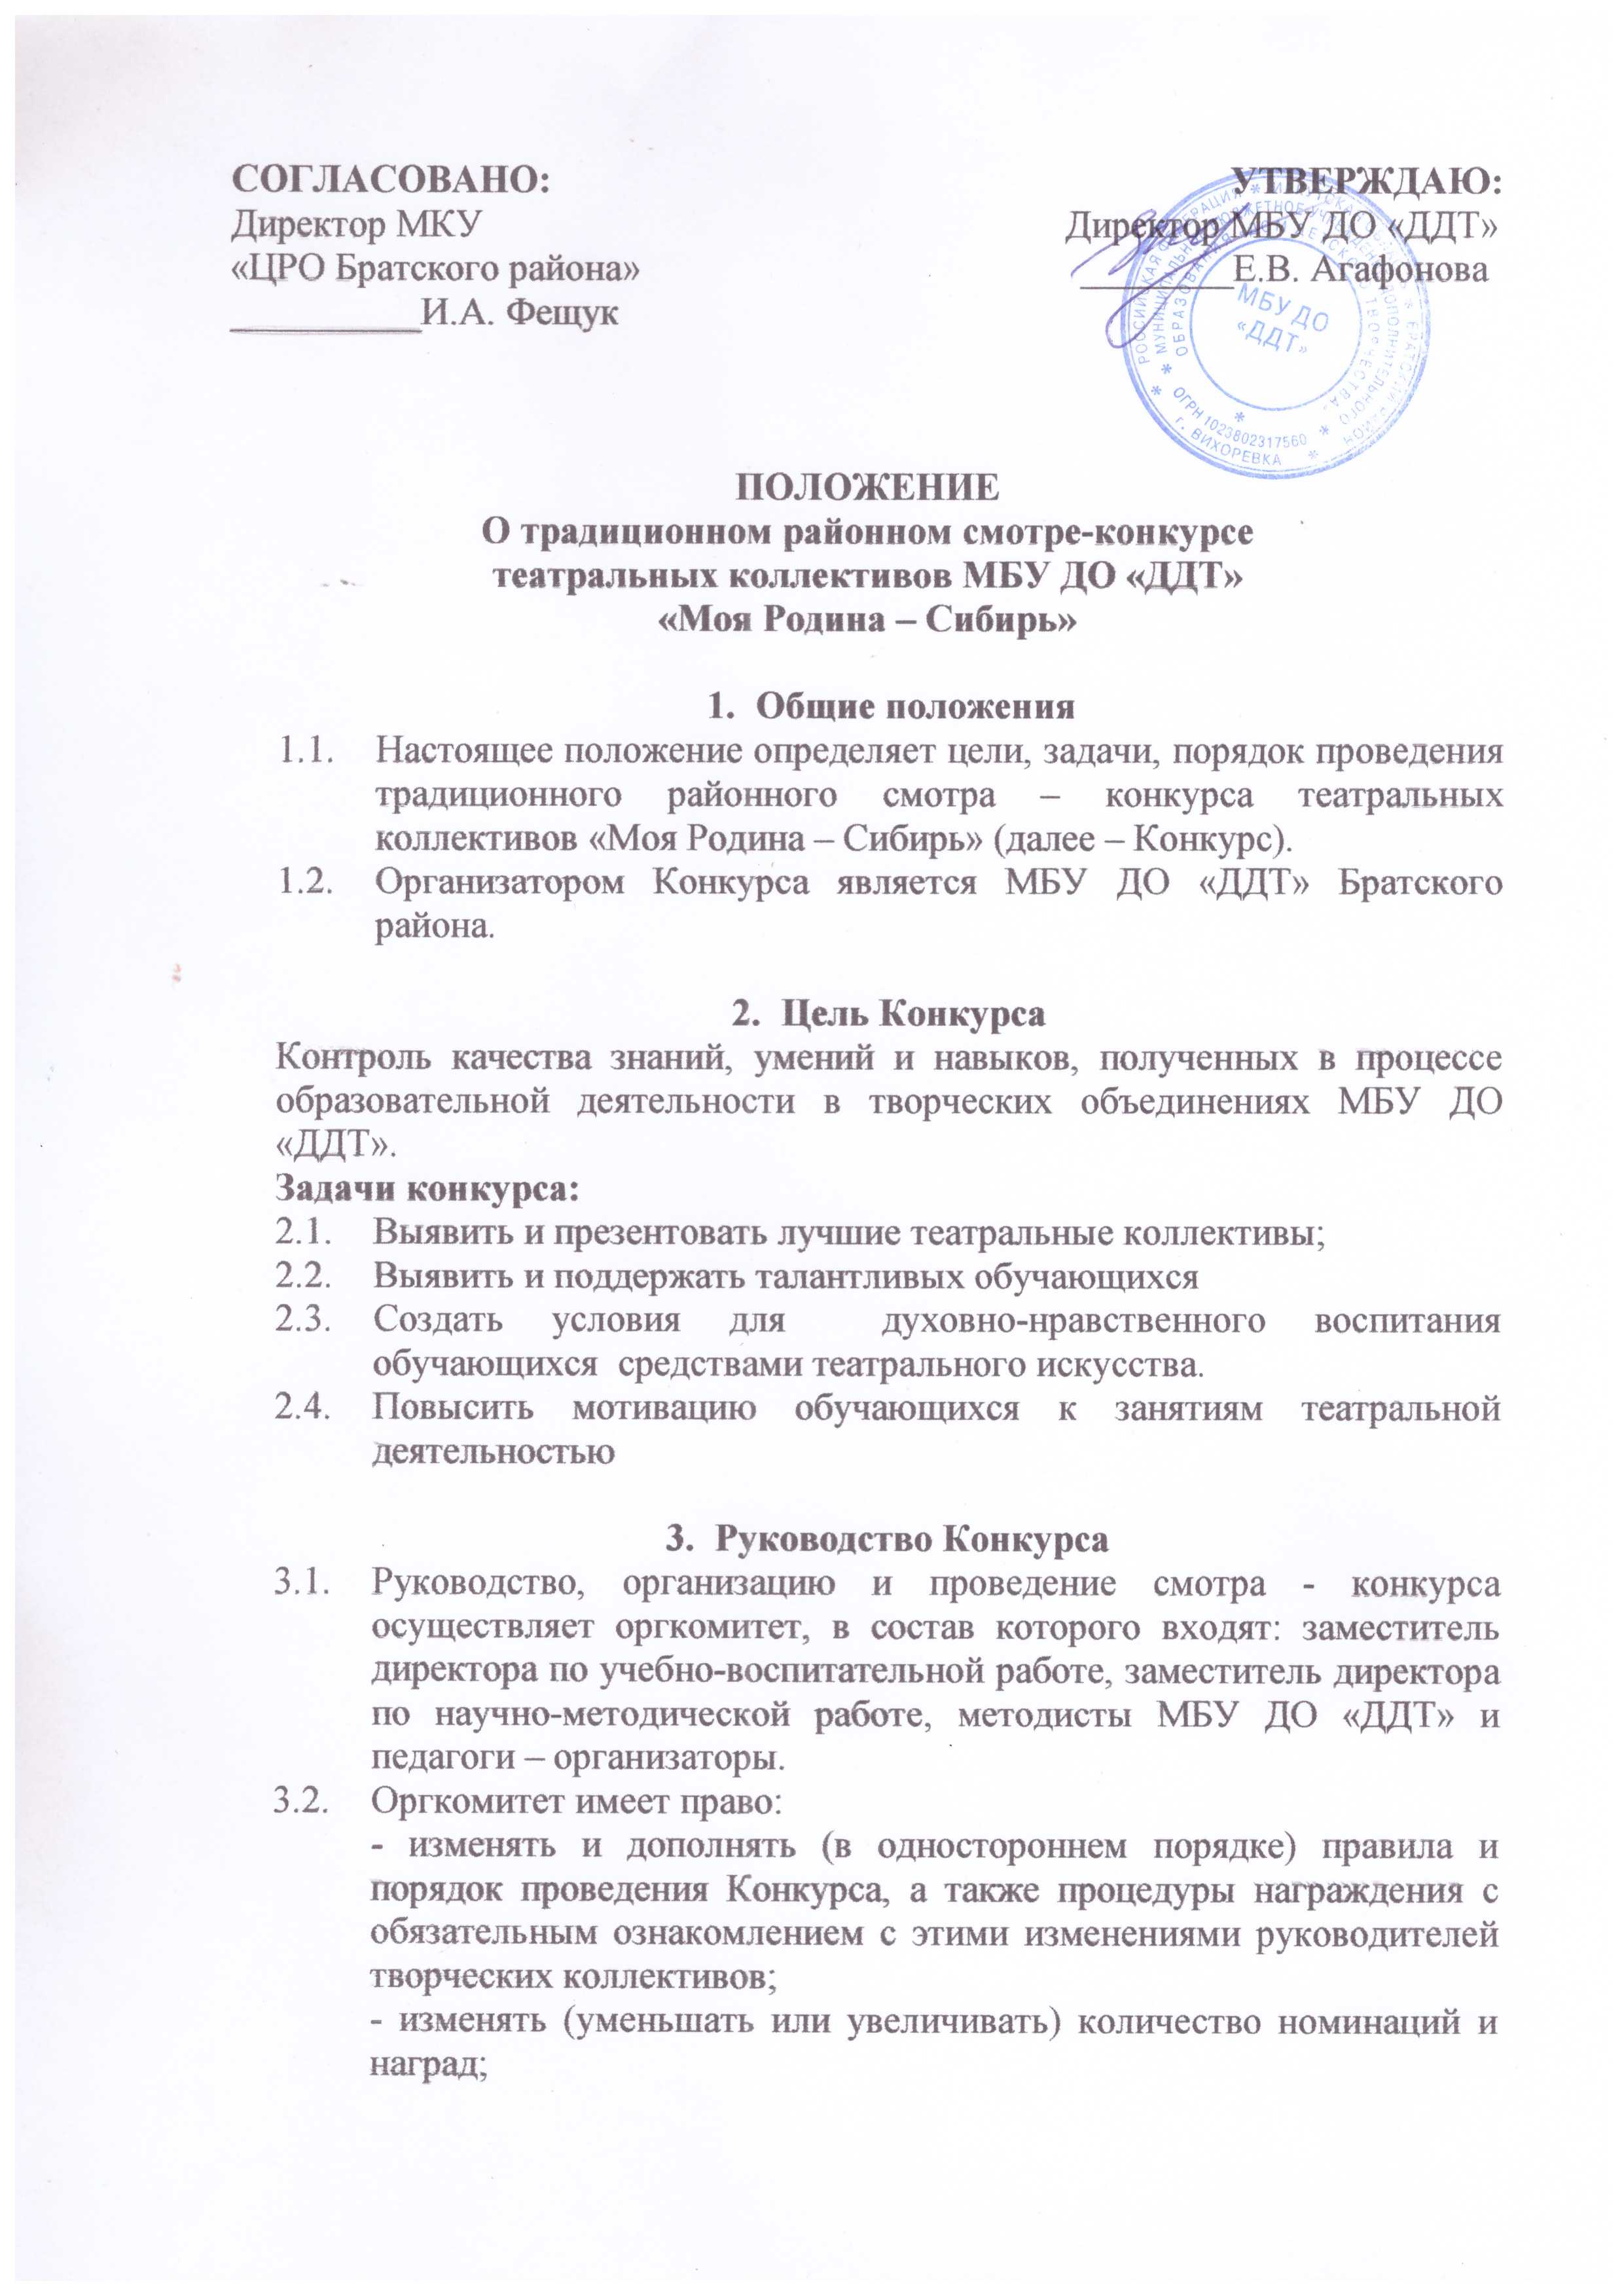 СОГЛАСОВАНО:
Директор МКУ
«ЦРО Братского района»
__________И.А. Фещук
УТВЕРЖДАЮ:
Директор МБУ ДО «ДДТ»
________Е.В. Агафонова
МБУ ДО
«ДДТ»
ОГРН 1023802317560
г. ВИХОРЕВКА
ПОЛОЖЕНИЕ
О традиционном районном смотре-конкурсе
театральных коллективов МБУ ДО «ДДТ»
«Моя Родина – Сибирь»
1. Общие положения
1.1. Настоящее положение определяет цели, задачи, порядок проведения
традиционного районного смотра – конкурса театральных
коллективов «Моя Родина – Сибирь» (далее – Конкурс).
1.2. Организатором Конкурса является МБУ ДО «ДДТ» Братского
района.
2. Цель Конкурса
Контроль качества знаний, умений и навыков, полученных в процессе
образовательной деятельности в творческих объединениях МБУ ДО
«ДДТ».
Задачи конкурса:
2.1. Выявить и презентовать лучшие театральные коллективы;
2.2. Выявить и поддержать талантливых обучающихся
2.3. Создать условия для духовно-нравственного воспитания
обучающихся средствами театрального искусства.
2.4. Повысить мотивацию обучающихся к занятиям театральной
деятельностью
3. Руководство Конкурса
3.1. Руководство, организацию и проведение смотра - конкурса
осуществляет оргкомитет, в состав которого входят: заместитель
директора по учебно-воспитательной работе, заместитель директора
по научно-методической работе, методисты МБУ ДО «ДДТ» и
педагоги – организаторы.
3.2. Оргкомитет имеет право:
- изменять и дополнять (в одностороннем порядке) правила и
порядок проведения Конкурса, а также процедуры награждения с
обязательным ознакомлением с этими изменениями руководителей
творческих коллективов;
- изменять (уменьшать или увеличивать) количество номинаций и
наград;